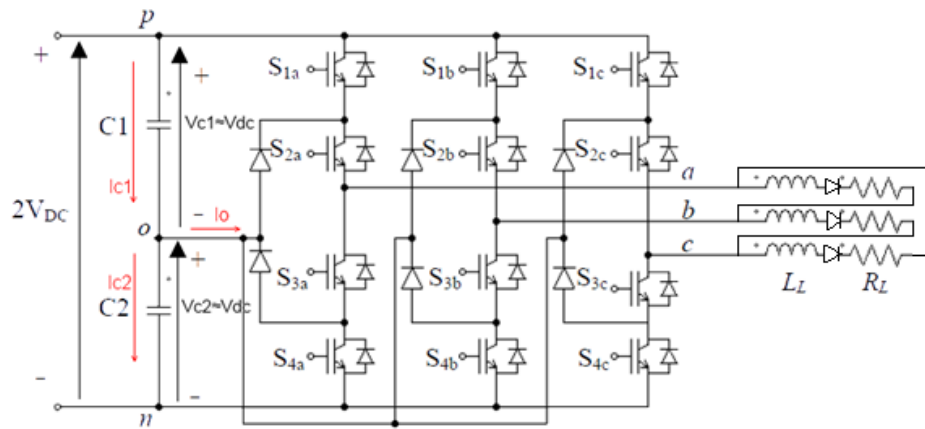 p
+
+
S1a
S1b
S1c
C1
Vc1≈Vdc
S2a
S2b
S2c
Ic1
a
2VDC
−
Io
o
b
+
c
Ic2
S3a
S3b
S3c
LL
RL
C2
Vc2≈Vdc
S4a
S4b
S4c
-
−
n